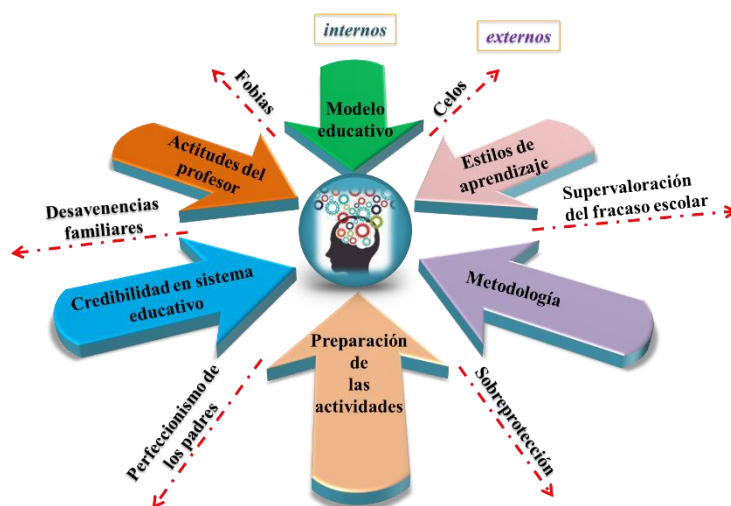 internos
externos
Fobias
Modelo
educativo
Celos
Actitudes del
profesor
Estilos de
aprendizaje
Desavenencias
familiares
Supervaloración
del fracaso escolar
Credibilidad en sistema
educativo
Metodología
Preparación
de
las
actividades
Perfeccionismo de
los padres
Sobreprotección